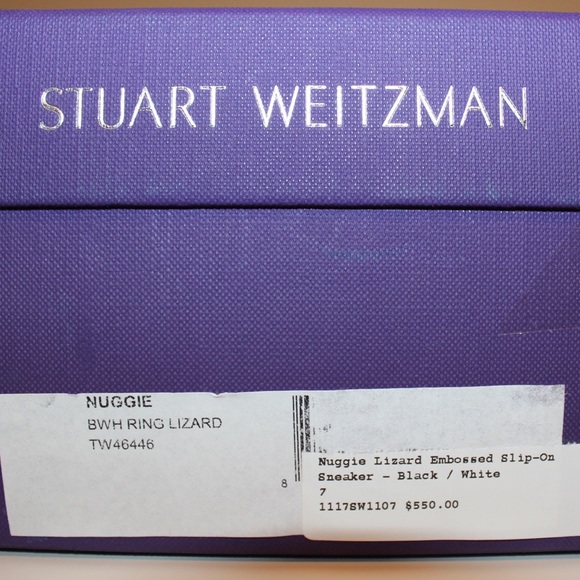 STUART WEITZMAN
NUGGIE
BWH RING LIZARD
TW46446
8
Nuggie Lizard Embossed Slip-On
Sneaker - Black / White
7
1117SW1107 $550.00